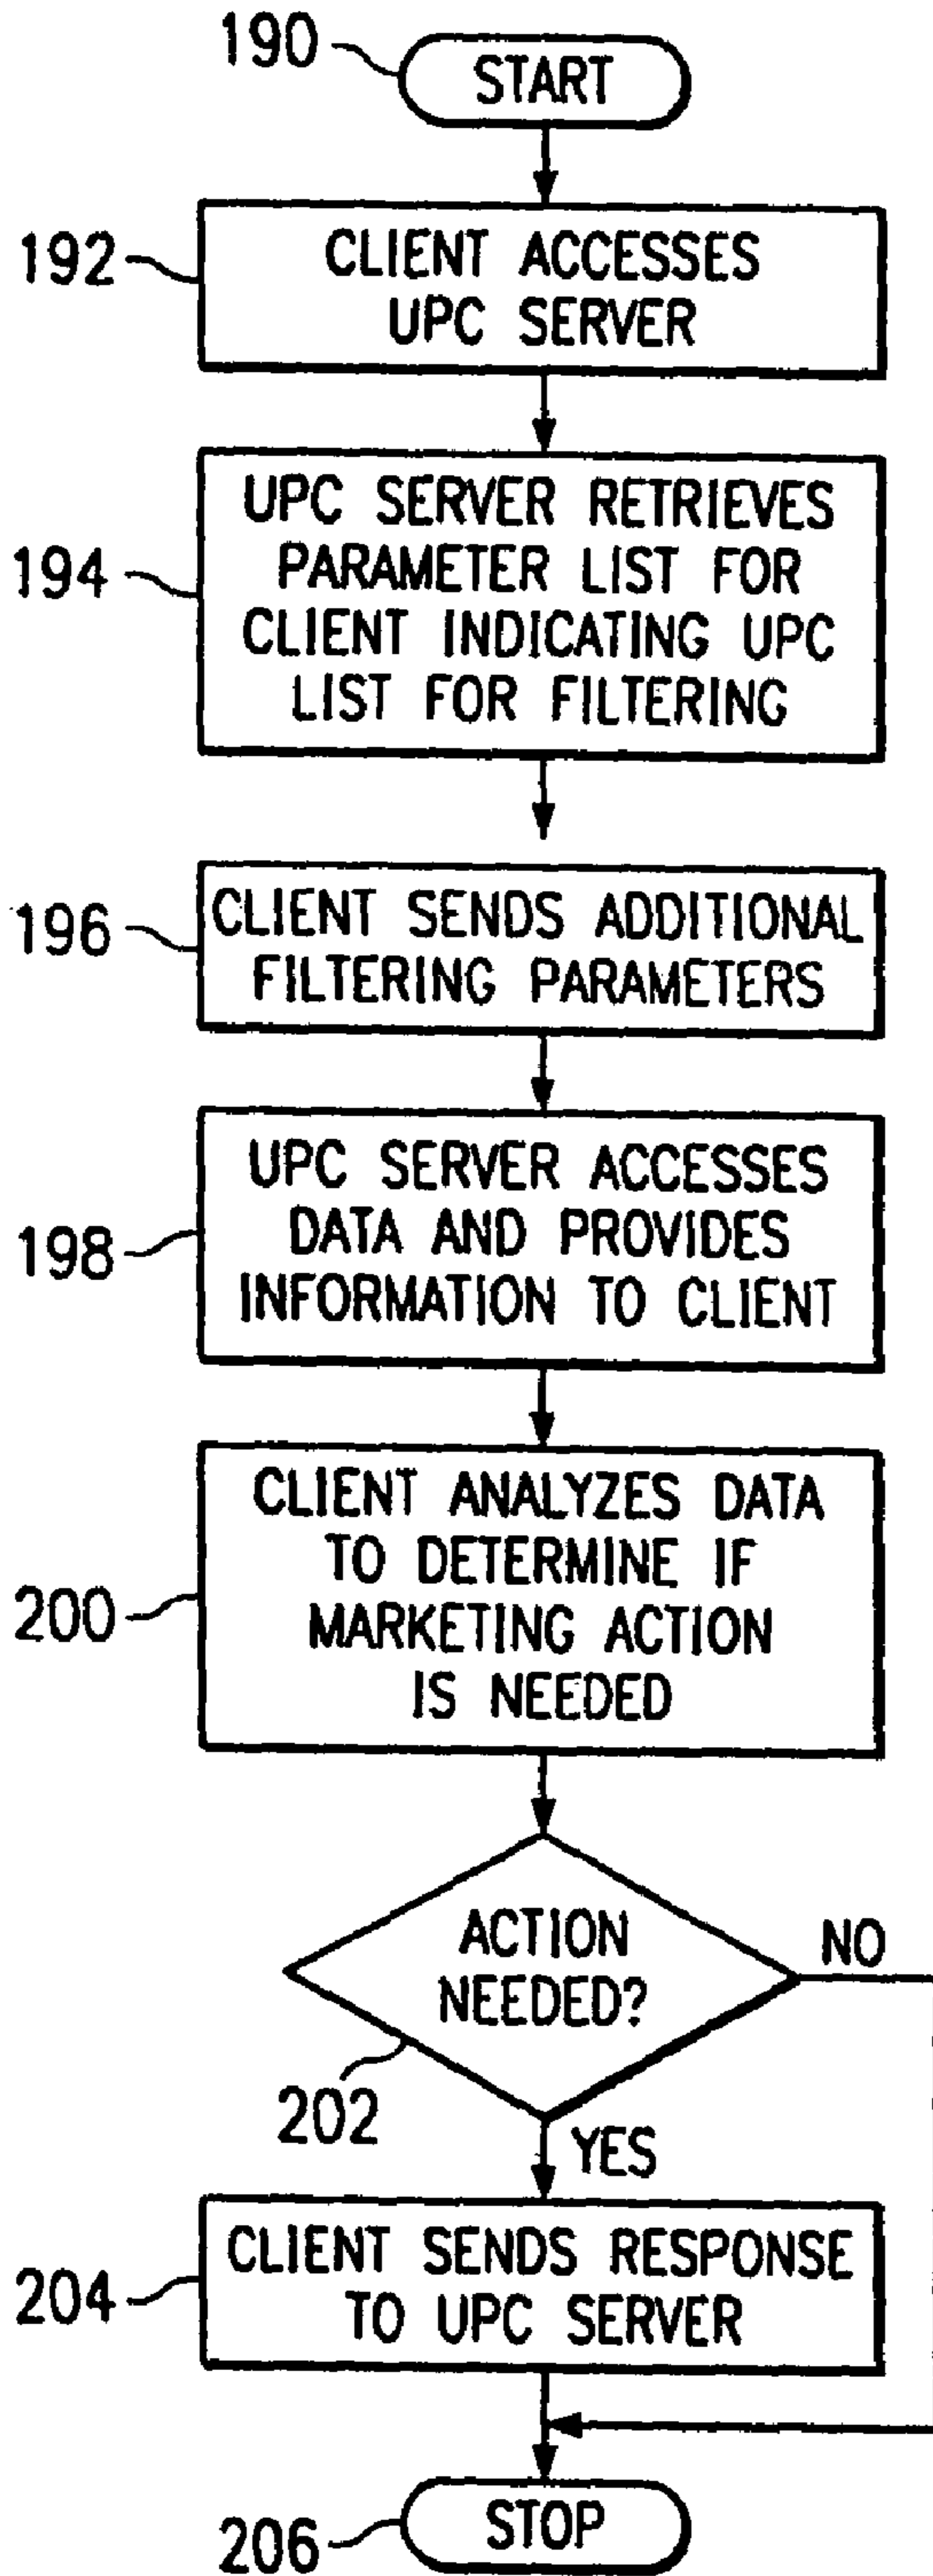 190
START
192
CLIENT ACCESSES
UPC SERVER
194
UPC SERVER RETRIEVES
PARAMETER LIST FOR
CLIENT INDICATING UPC
LIST FOR FILTERING
196
CLIENT SENDS ADDITIONAL
FILTERING PARAMETERS
198
UPC SERVER ACCESSES
DATA AND PROVIDES
INFORMATION TO CLIENT
200
CLIENT ANALYZES DATA
TO DETERMINE IF
MARKETING ACTION
IS NEEDED
ACTION
NEEDED?
NO
202
YES
204
CLIENT SENDS RESPONSE
TO UPC SERVER
206
STOP